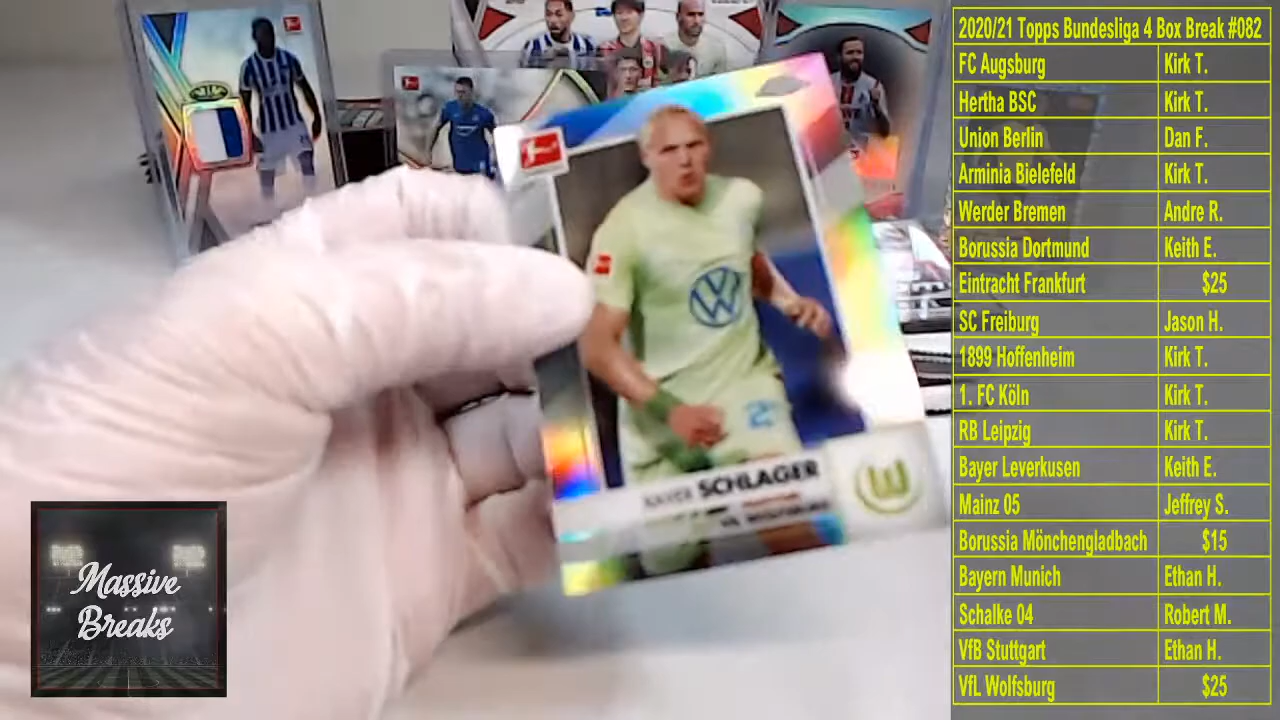 2020/21 Topps Bundesliga 4 Box Break #082
FC Augsburg Kirk T.
Hertha BSC Kirk T.
Union Berlin Dan F.
Arminia Bielefeld Kirk T.
Werder Bremen Andre R.
Borussia Dortmund Keith E.
Eintracht Frankfurt $25
SC Freiburg Jason H.
1899 Hoffenheim Kirk T.
1. FC Köln Kirk T.
RB Leipzig Kirk T.
Bayer Leverkusen Keith E.
Mainz 05 Jeffrey S.
Borussia Mönchengladbach $15
Bayern Munich Ethan H.
Schalke 04 Robert M.
VfB Stuttgart Ethan H.
VfL Wolfsburg $25
XAVER SCHLAGER
VFL WOLFSBURG
Massive
Breaks